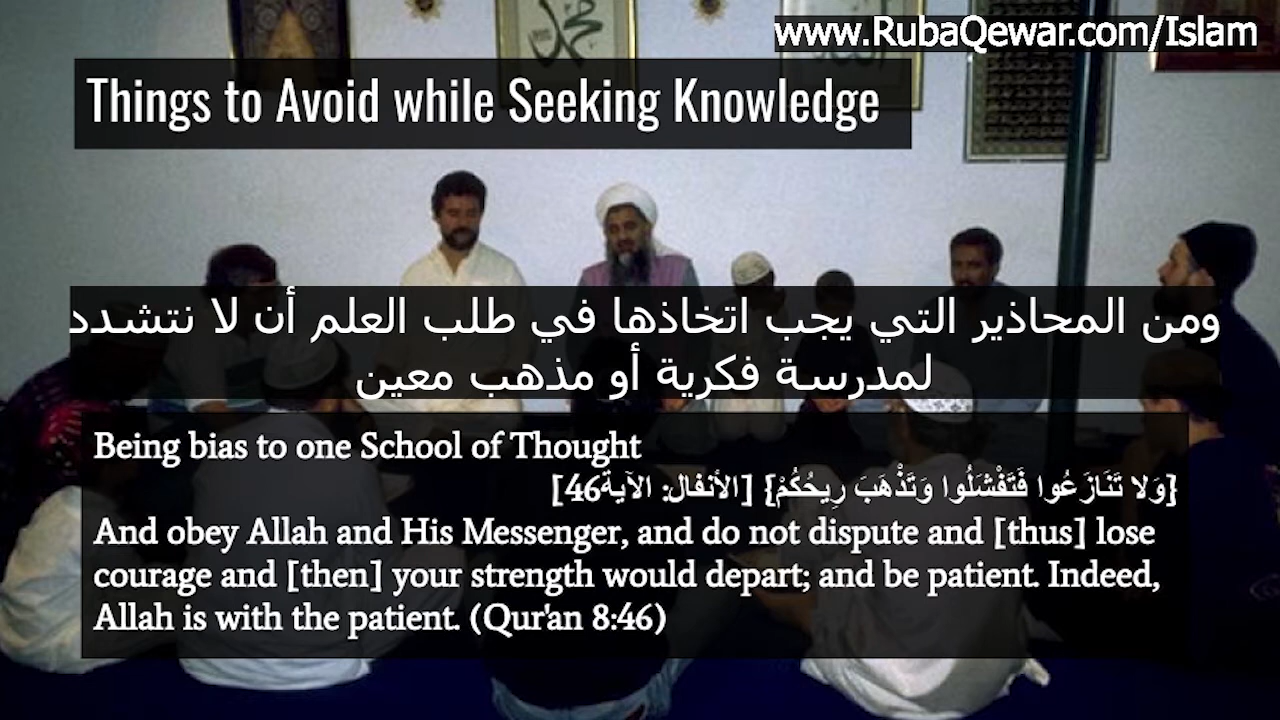 www.RubaQewar.com/Islam
محمد
Things to Avoid while Seeking Knowledge
ومن المحاذير التي يجب اتخاذها في طلب العلم أن لا نتشدد
لمدرسة فكرية أو مذهب معين
Being bias to one School of Thought
{وَلا تَنَازَعُوا فَتَفْشَلُوا وَتَذْهَبَ رِيحُكُمْ} [الأنفال: الآية46]
And obey Allah and His Messenger, and do not dispute and [thus] lose
courage and [then] your strength would depart; and be patient. Indeed,
Allah is with the patient. (Qur'an 8:46)